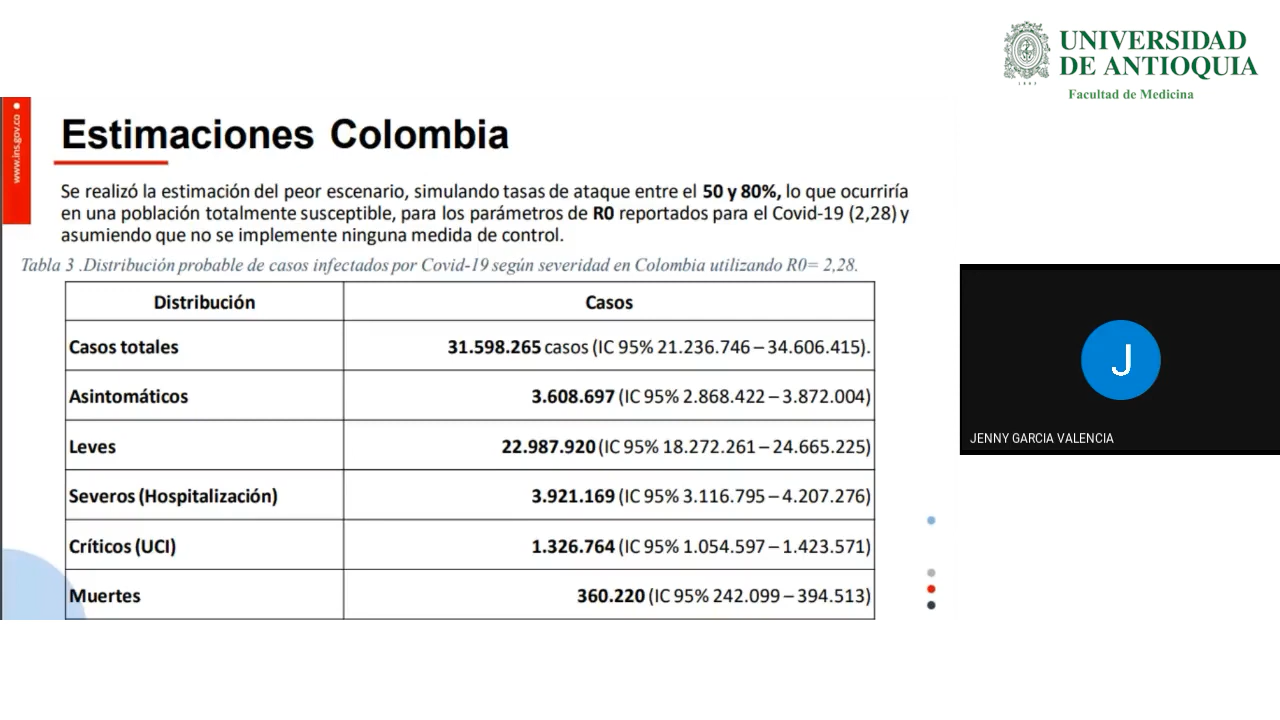 UNIVERSIDAD
DE ANTIOQUIA
1803
Facultad de Medicina
www.ins.gov.co
Estimaciones Colombia
Se realizó la estimación del peor escenario, simulando tasas de ataque entre el 50 y 80%, lo que ocurriría
en una población totalmente susceptible, para los parámetros de R0 reportados para el Covid-19 (2,28) y
asumiendo que no se implemente ninguna medida de control.
Tabla 3 .Distribución probable de casos infectados por Covid-19 según severidad en Colombia utilizando R0= 2,28.
Distribución Casos
Casos totales 31.598.265 casos (IC 95% 21.236.746 – 34.606.415).
Asintomáticos 3.608.697 (IC 95% 2.868.422 – 3.872.004)
Leves 22.987.920 (IC 95% 18.272.261 – 24.665.225)
Severos (Hospitalización) 3.921.169 (IC 95% 3.116.795 – 4.207.276)
Críticos (UCI) 1.326.764 (IC 95% 1.054.597 – 1.423.571)
Muertes 360.220 (IC 95% 242.099 – 394.513)
J
JENNY GARCIA VALENCIA